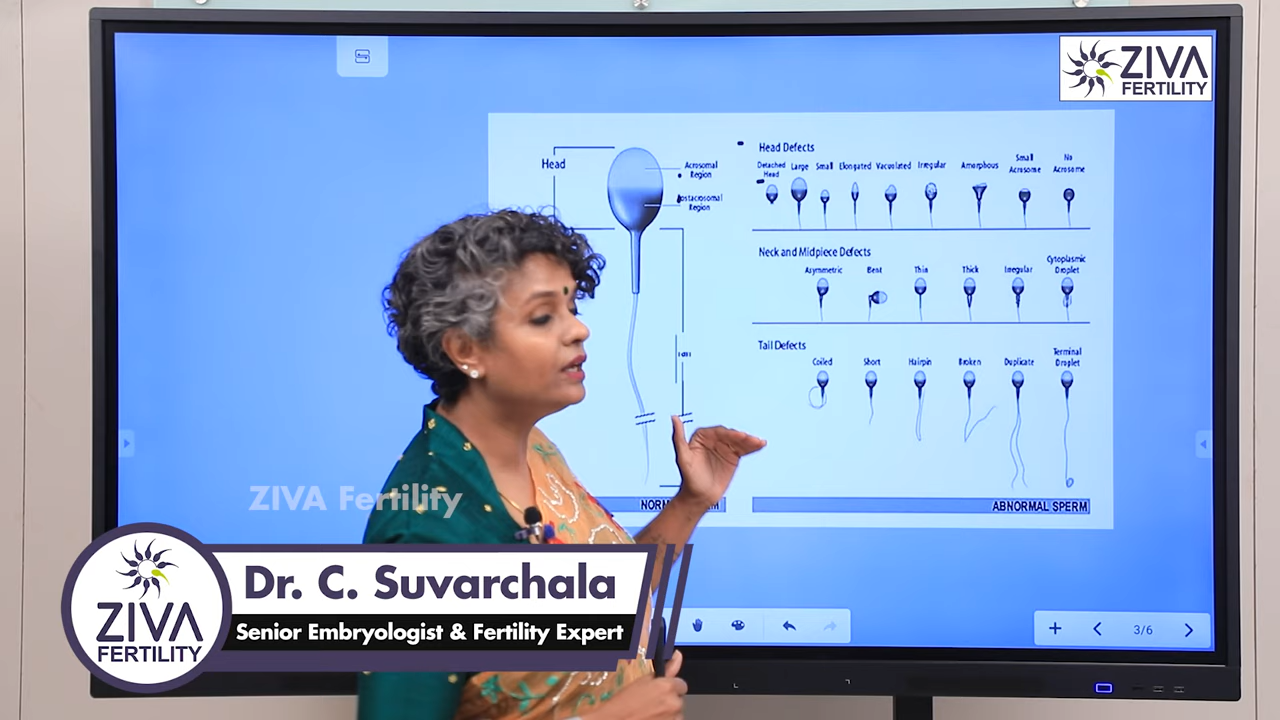 ZIVA
FERTILITY
Head
Acrosomal
Region
Postacrosomal
Region
Head Defects
Detached
Head
Large
Small
Elongated
Vacuolated
Irregular
Amorphous
Small
Acrosome
No
Acrosome
Neck and Midpiece Defects
Asymmetric
Bent
Thin
Thick
Irregular
Cytoplasmic
Droplet
Tail Defects
Coiled
Short
Hairpin
Broken
Duplicate
Terminal
Droplet
ABNORMAL SPERM
ZIVA Fertility
ZIVA
FERTILITY
Dr. C. Suvarchala
Senior Embryologist & Fertility Expert
3/6